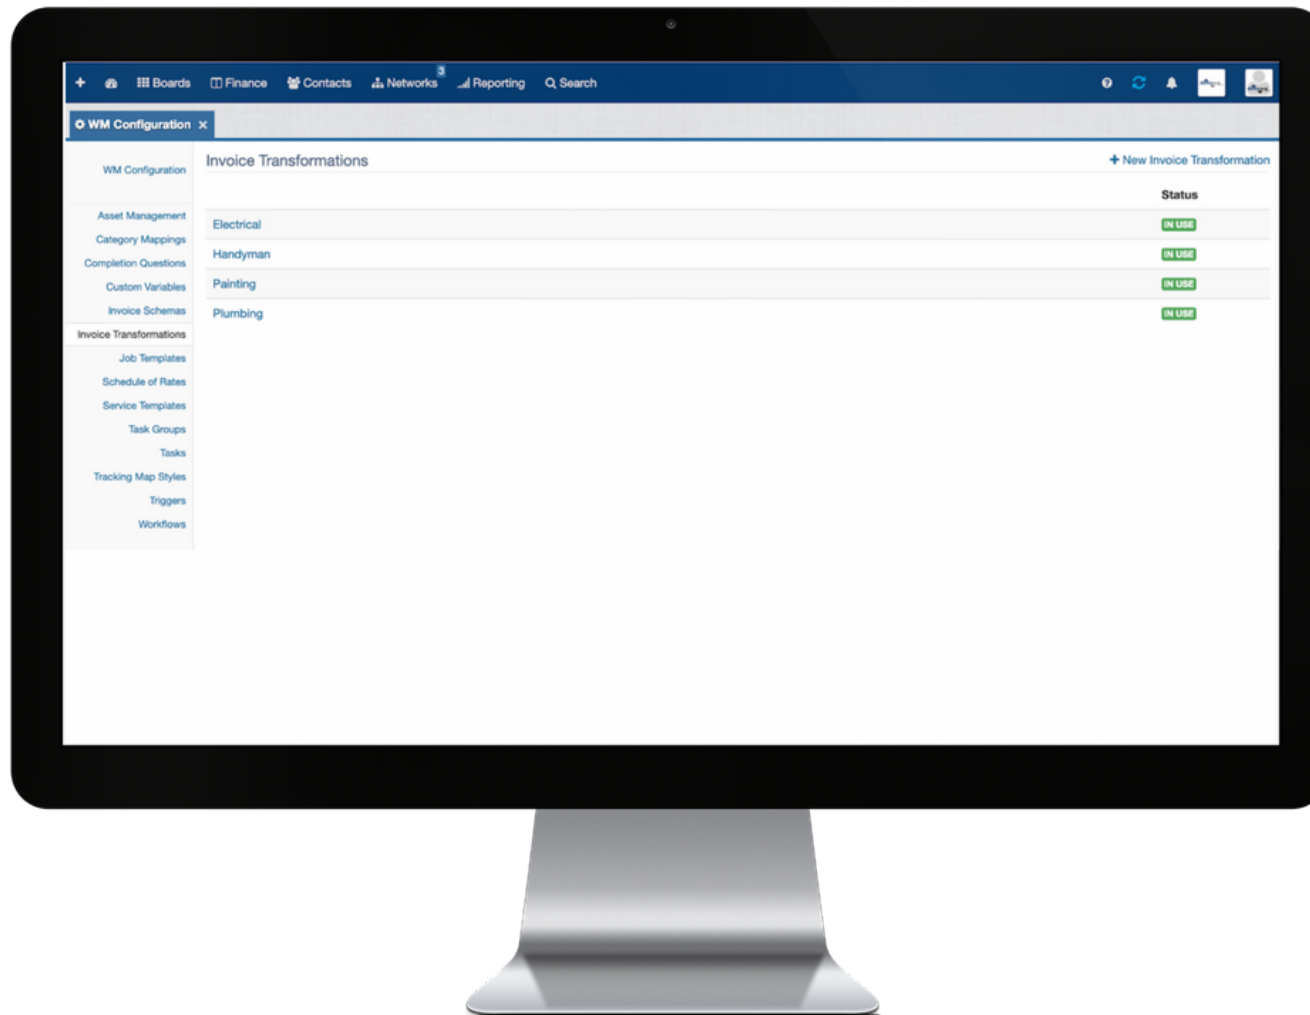 Boards Finance Contacts Networks 3 Reporting Search
WM Configuration ×
WM Configuration
Asset Management
Category Mappings
Completion Questions
Custom Variables
Invoice Schemas
Invoice Transformations
Job Templates
Schedule of Rates
Service Templates
Task Groups
Tasks
Tracking Map Styles
Triggers
Workflows
Invoice Transformations
+ New Invoice Transformation
Status
Electrical IN USE
Handyman IN USE
Painting IN USE
Plumbing IN USE